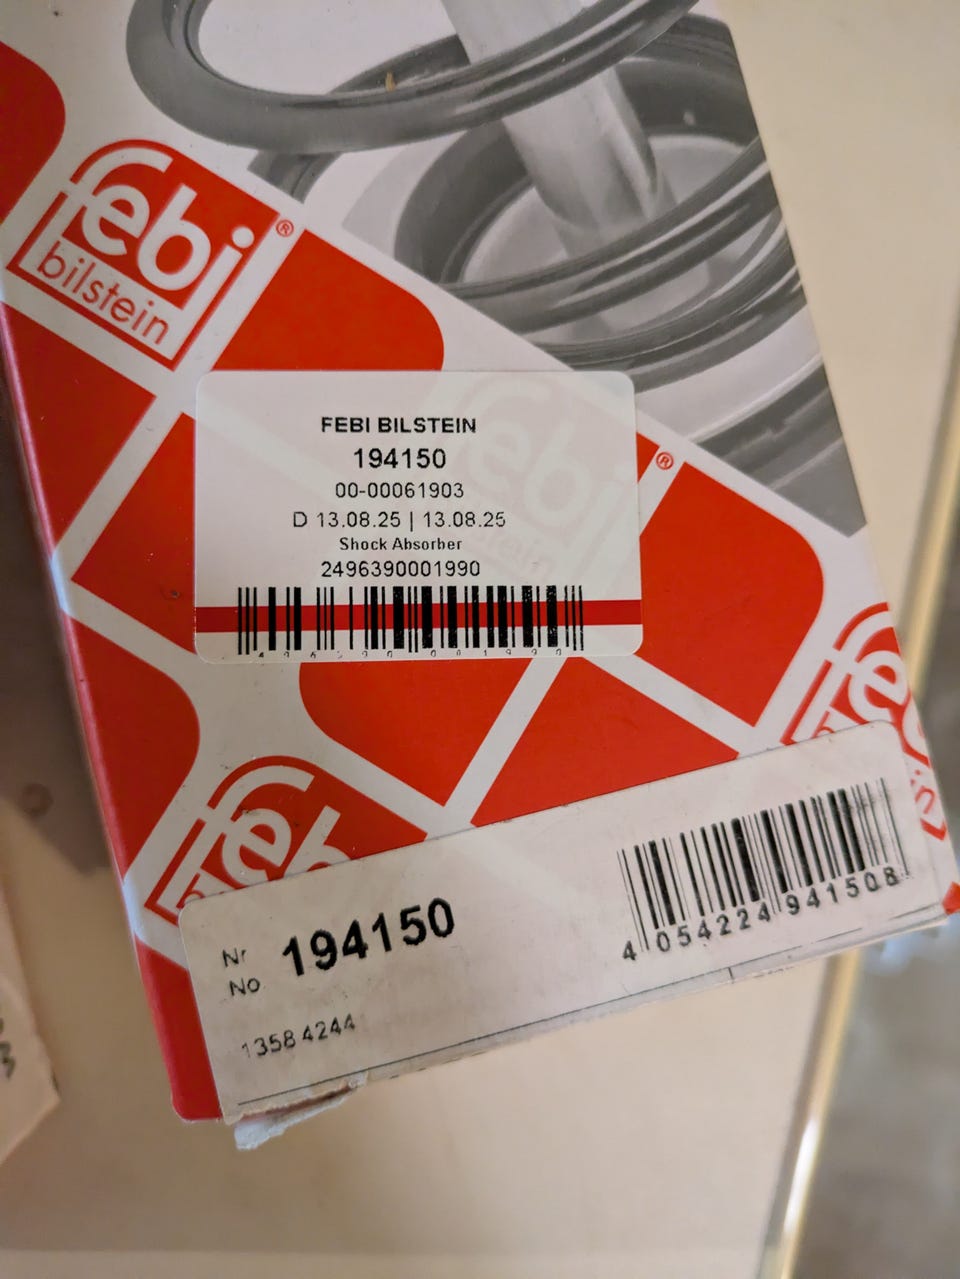 febi®
bilstein
FEBI BILSTEIN
194150
00-00061903
D 13.08.25 | 13.08.25
Shock Absorber
2496390001990
®
febi
Nr
No
194150
4 054224 941508
1358 4244